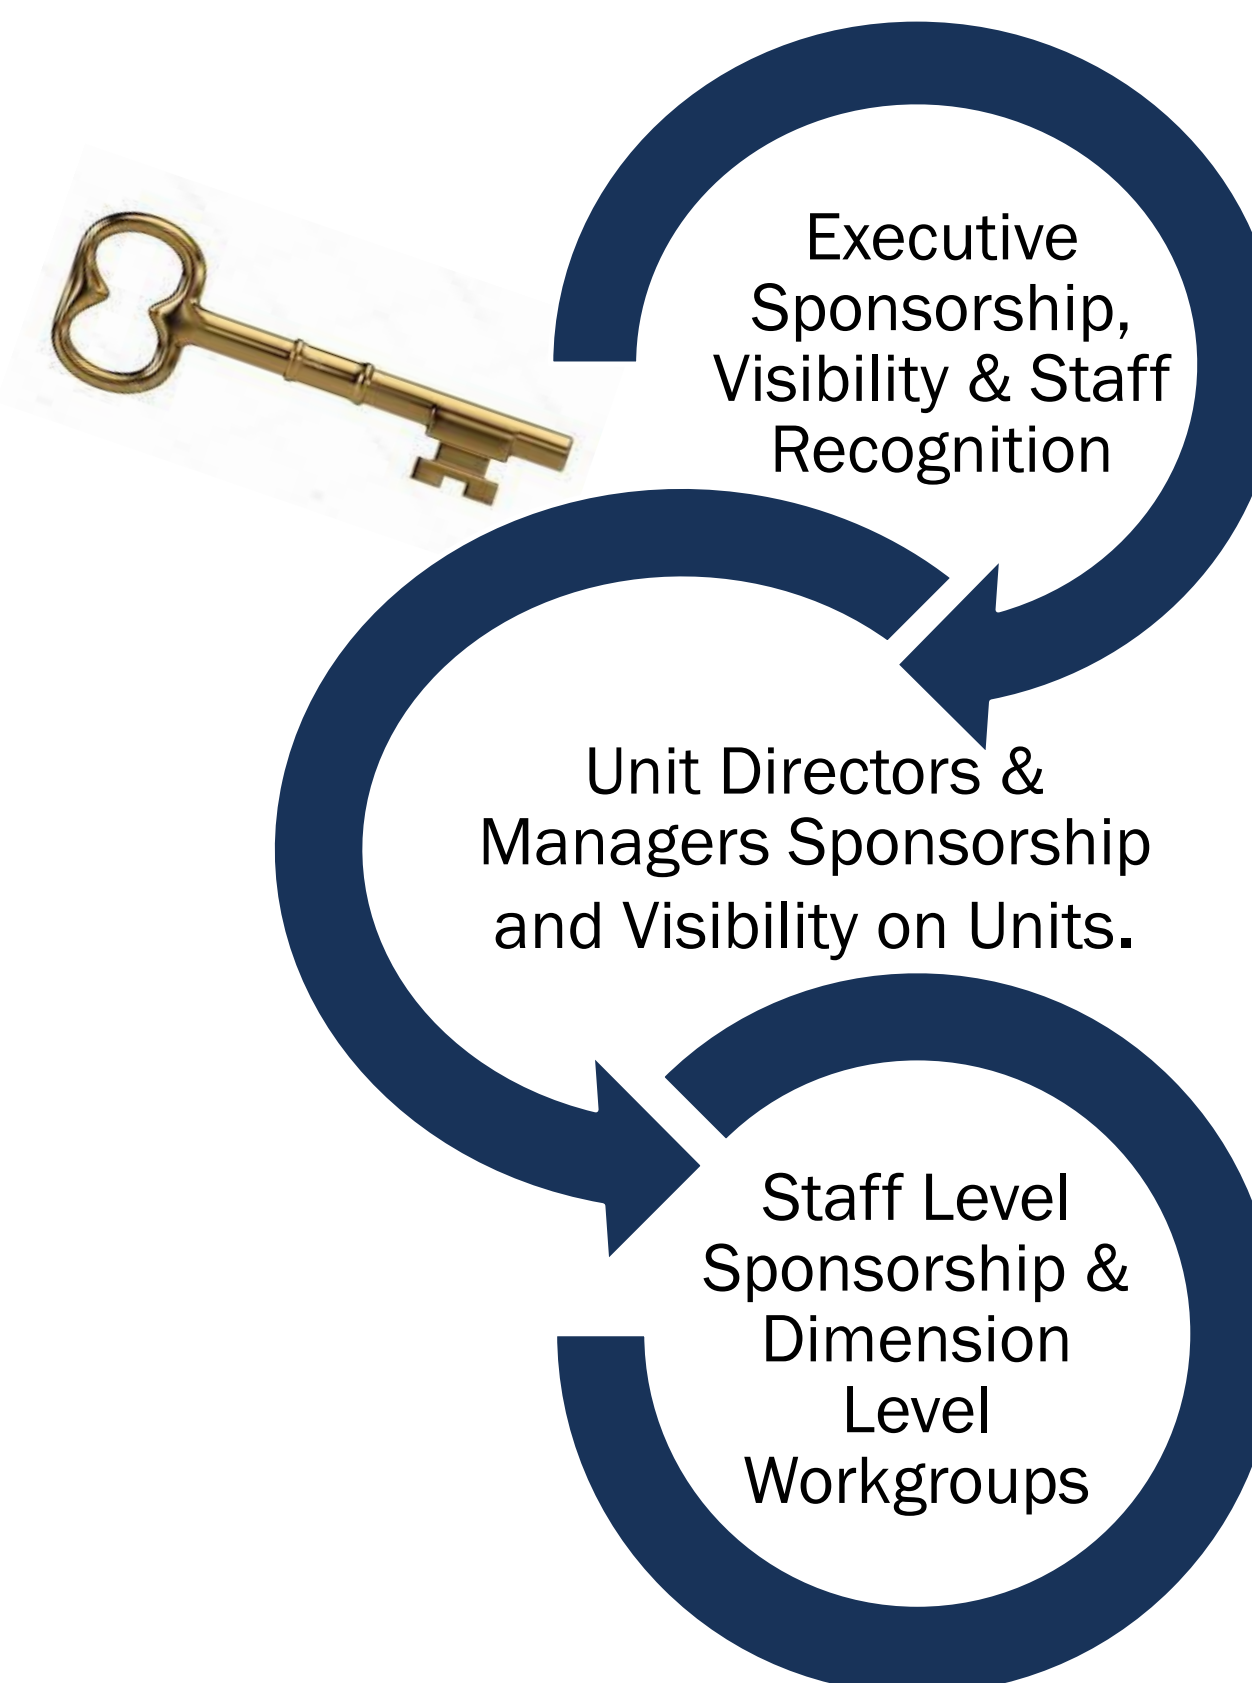 Executive
Sponsorship,
Visibility & Staff
Recognition
Unit Directors &
Managers Sponsorship
and Visibility on Units.
Staff Level
Sponsorship &
Dimension
Level
Workgroups